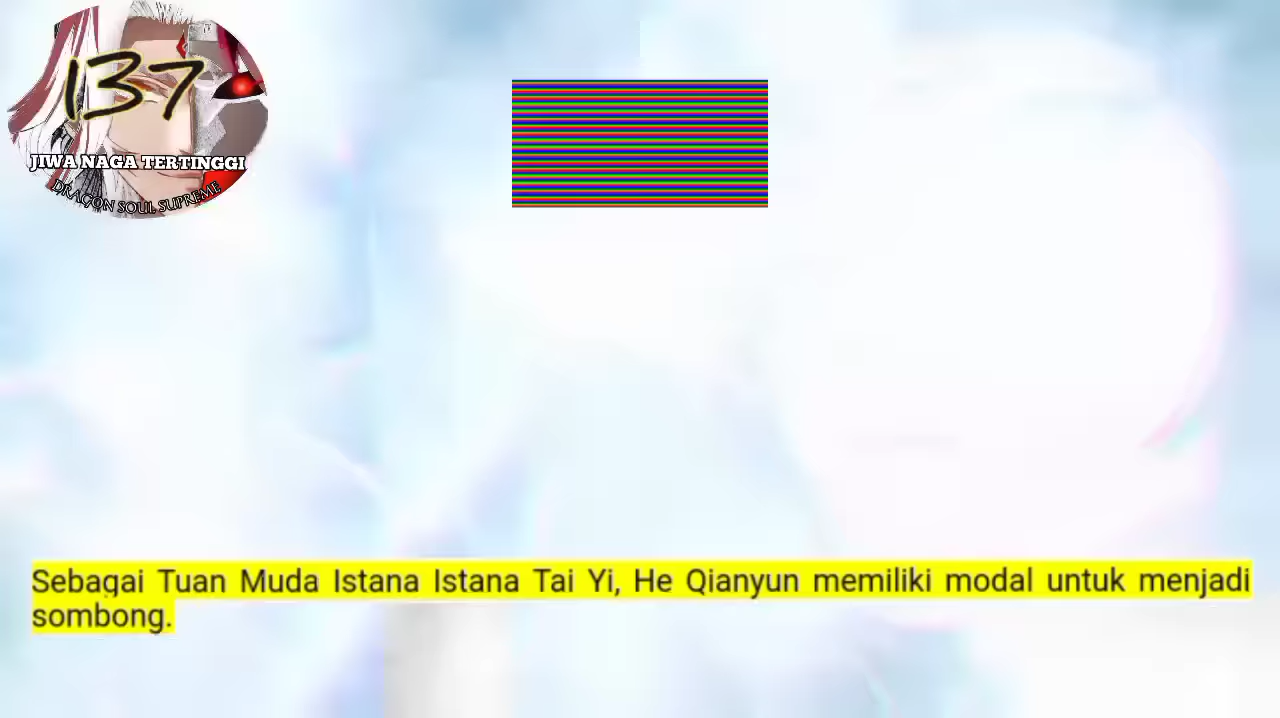 137
JIWA NAGA TERTINGGI
DRAGON SOUL SUPREME
Sebagai Tuan Muda Istana Istana Tai Yi, He Qianyun memiliki modal untuk menjadi
sombong.